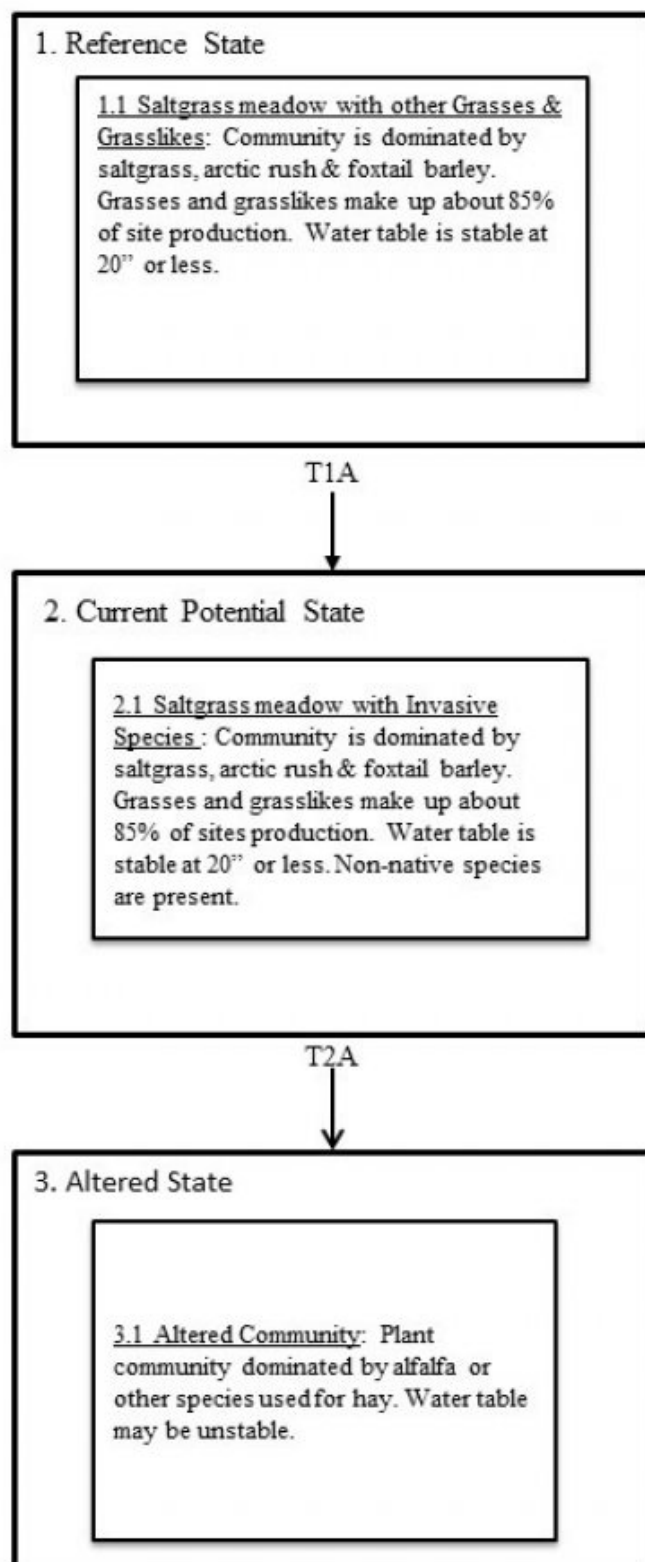 1. Reference State
1.1 Saltgrass meadow with other Grasses &
Grasslikes: Community is dominated by
saltgrass, arctic rush & foxtail barley.
Grasses and grasslikes make up about 85%
of site production. Water table is stable at
20” or less.
T1A
2. Current Potential State
2.1 Saltgrass meadow with Invasive
Species : Community is dominated by
saltgrass, arctic rush & foxtail barley.
Grasses and grasslikes make up about
85% of sites production. Water table is
stable at 20” or less. Non-native species
are present.
T2A
3. Altered State
3.1 Altered Community: Plant
community dominated by alfalfa or
other species used for hay. Water table
may be unstable.